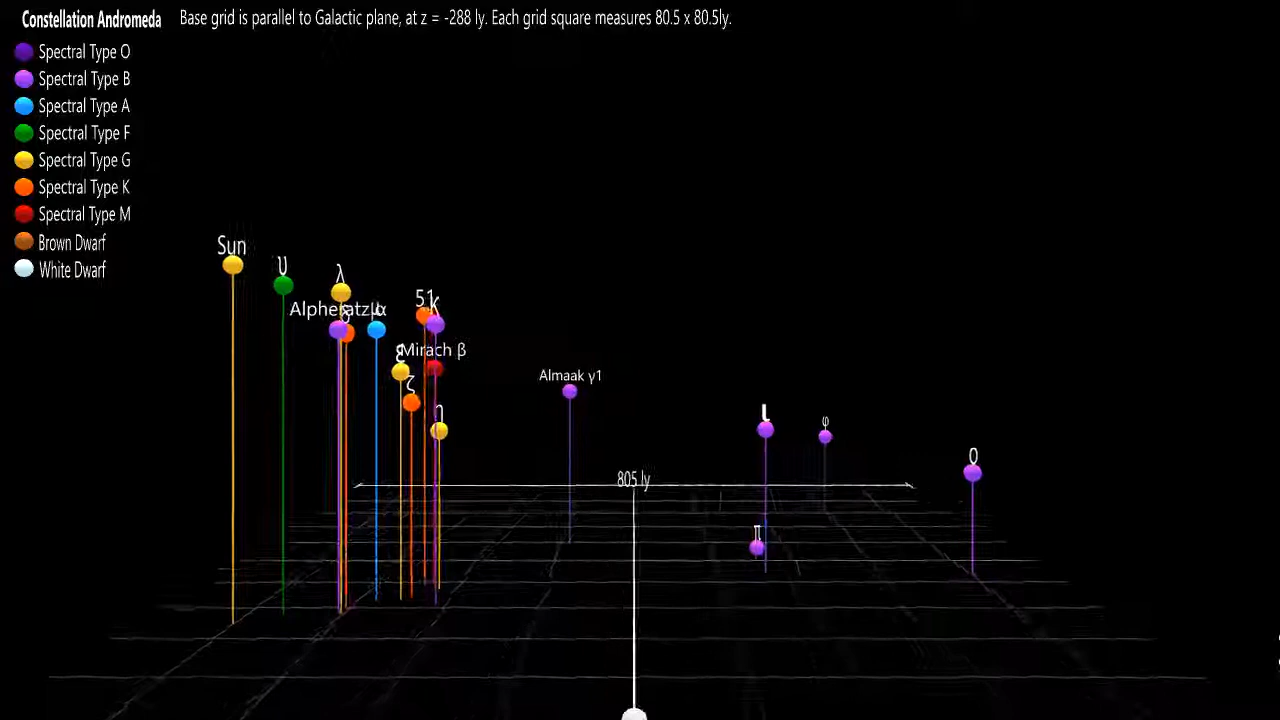 Constellation Andromeda
Base grid is parallel to Galactic plane, at z = -288 ly. Each grid square measures 80.5 x 80.5ly.
Spectral Type O
Spectral Type B
Spectral Type A
Spectral Type F
Spectral Type G
Spectral Type K
Spectral Type M
Brown Dwarf
White Dwarf
Sun
υ
λ
Alpheratz α
μ
51
κ
ε
Mirach β
ζ
η
Almaak γ1
ι
φ
ο
π
805 ly